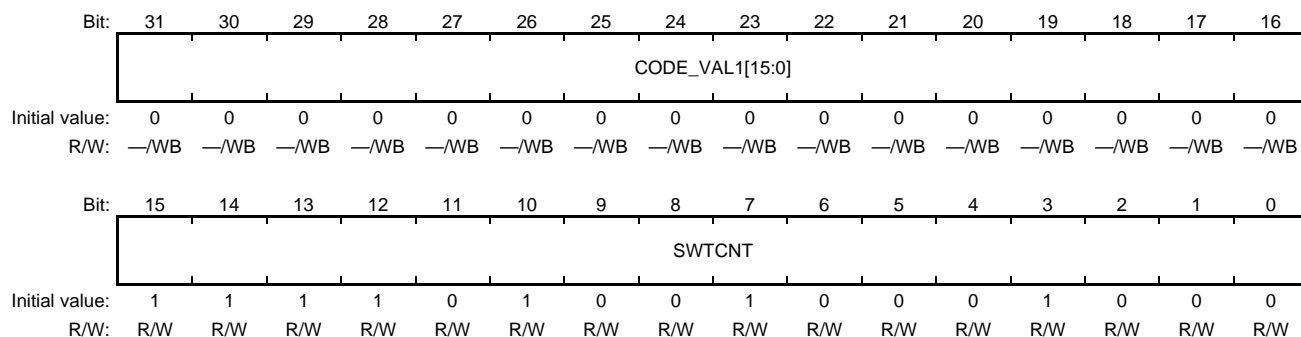 Bit: 31 30 29 28 27 26 25 24 23 22 21 20 19 18 17 16
CODE_VAL1[15:0]
Initial value: 0 0 0 0 0 0 0 0 0 0 0 0 0 0 0 0
R/W: —/WB —/WB —/WB —/WB —/WB —/WB —/WB —/WB —/WB —/WB —/WB —/WB —/WB —/WB —/WB —/WB
Bit: 15 14 13 12 11 10 9 8 7 6 5 4 3 2 1 0
SWTCNT
Initial value: 1 1 1 1 0 1 0 0 1 0 0 0 1 0 0 0
R/W: R/W R/W R/W R/W R/W R/W R/W R/W R/W R/W R/W R/W R/W R/W R/W R/W